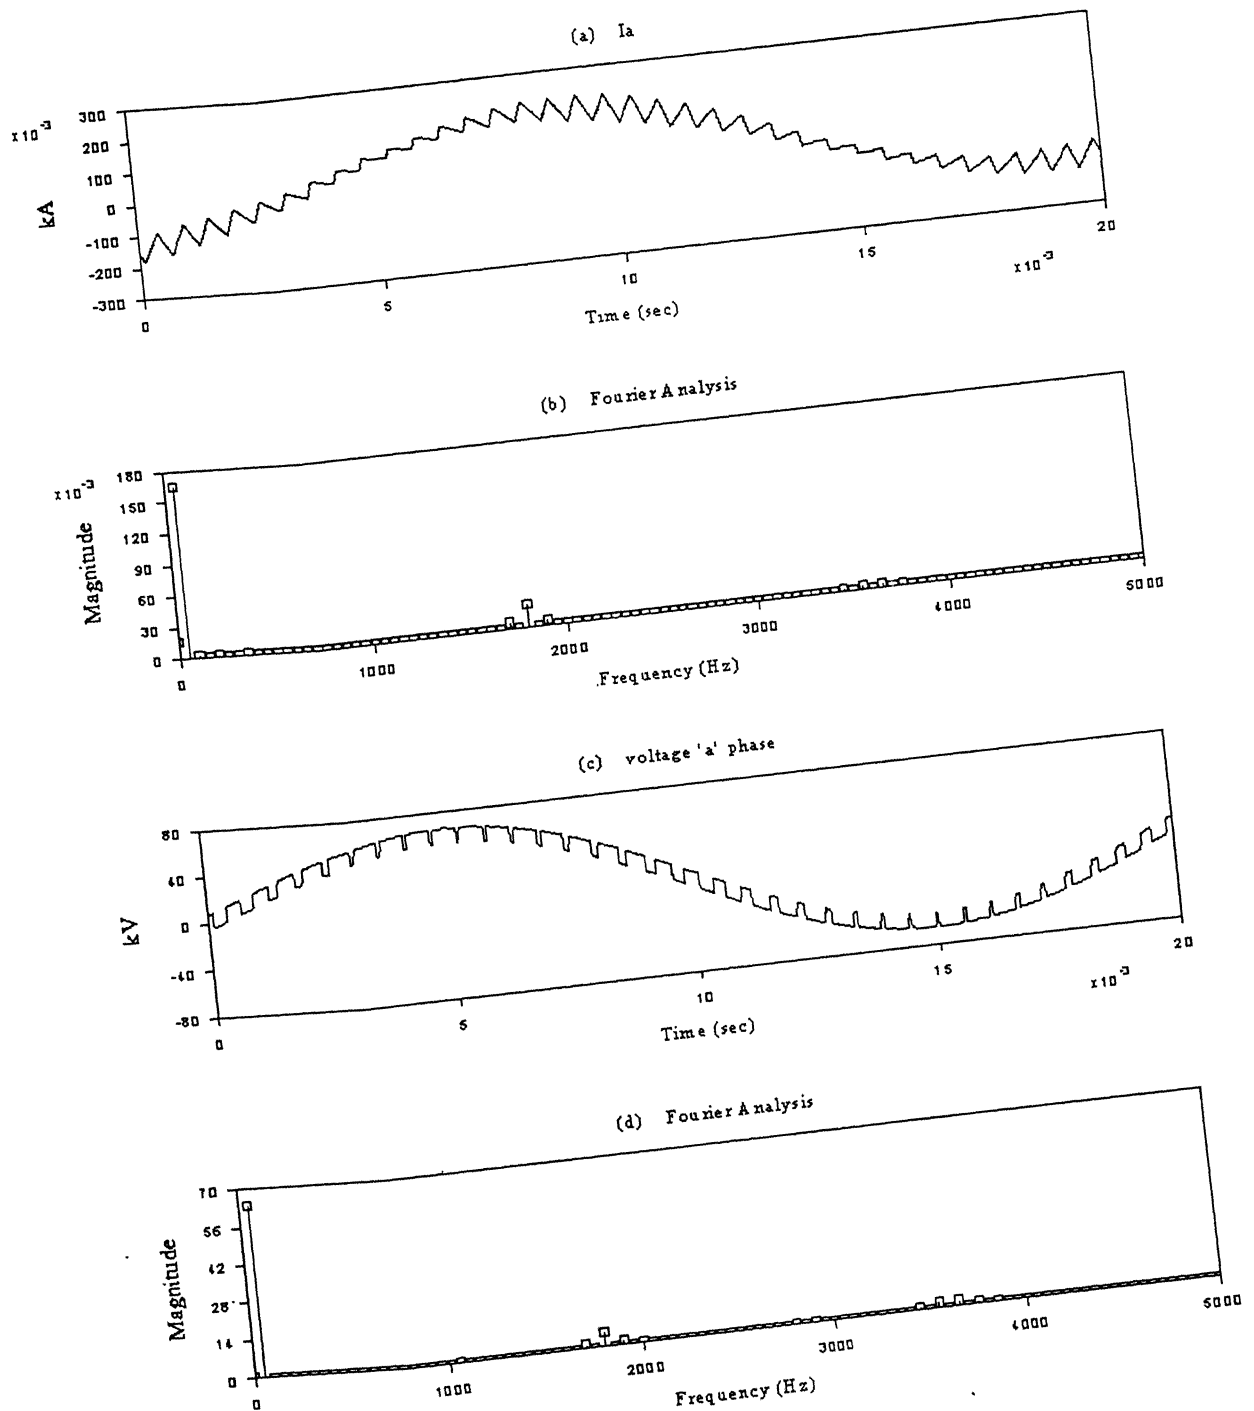 (a) Ia
x10⁻³
300
200
100
0
-100
-200
-300
kA
0
5
10
15
20
x10⁻³
Time (sec)
(b) Fourier Analysis
x10⁻³
180
150
120
90
60
30
0
Magnitude
0
1000
2000
3000
4000
5000
Frequency (Hz)
(c) voltage 'a' phase
80
40
0
-40
-80
kV
0
5
10
15
20
x10⁻³
Time (sec)
(d) Fourier Analysis
70
56
42
28
14
0
Magnitude
0
1000
2000
3000
4000
5000
Frequency (Hz)